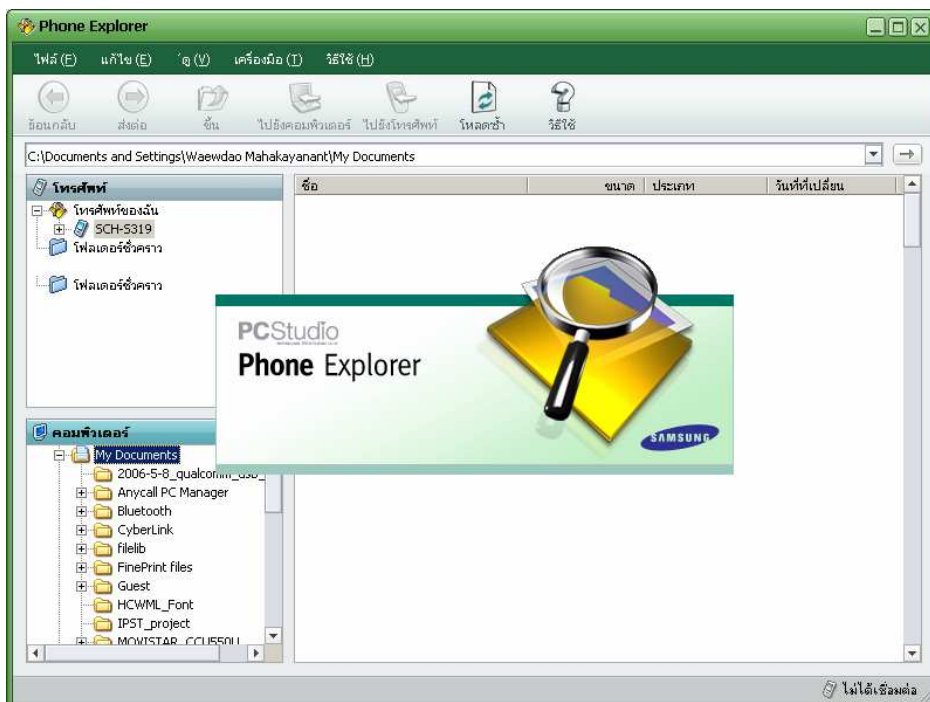 Phone Explorer
ไฟล์ (F) แก้ไข (E) ดู (V) เครื่องมือ (T) วิธีใช้ (H)
ย้อนกลับ ส่งต่อ ขึ้น ไปยังคอมพิวเตอร์ ไปยังโทรศัพท์ โหลดซ้ำ วิธีใช้
C:\Documents and Settings\Waewdao Mahakayanant\My Documents
โทรศัพท์
ชื่อ ขนาด ประเภท วันที่ที่เปลี่ยน
โทรศัพท์ของฉัน
SCH-S319
โฟลเดอร์ชั่วคราว
โฟลเดอร์ชั่วคราว
PCStudio
Phone Explorer
SAMSUNG
คอมพิวเตอร์
My Documents
2006-5-8_qualcomm_usb_
Anycall PC Manager
Bluetooth
CyberLink
filelib
FinePrint files
Guest
HCWML_Font
IPST_project
MOVISTAR_CCU550U
ไม่ได้เชื่อมต่อ